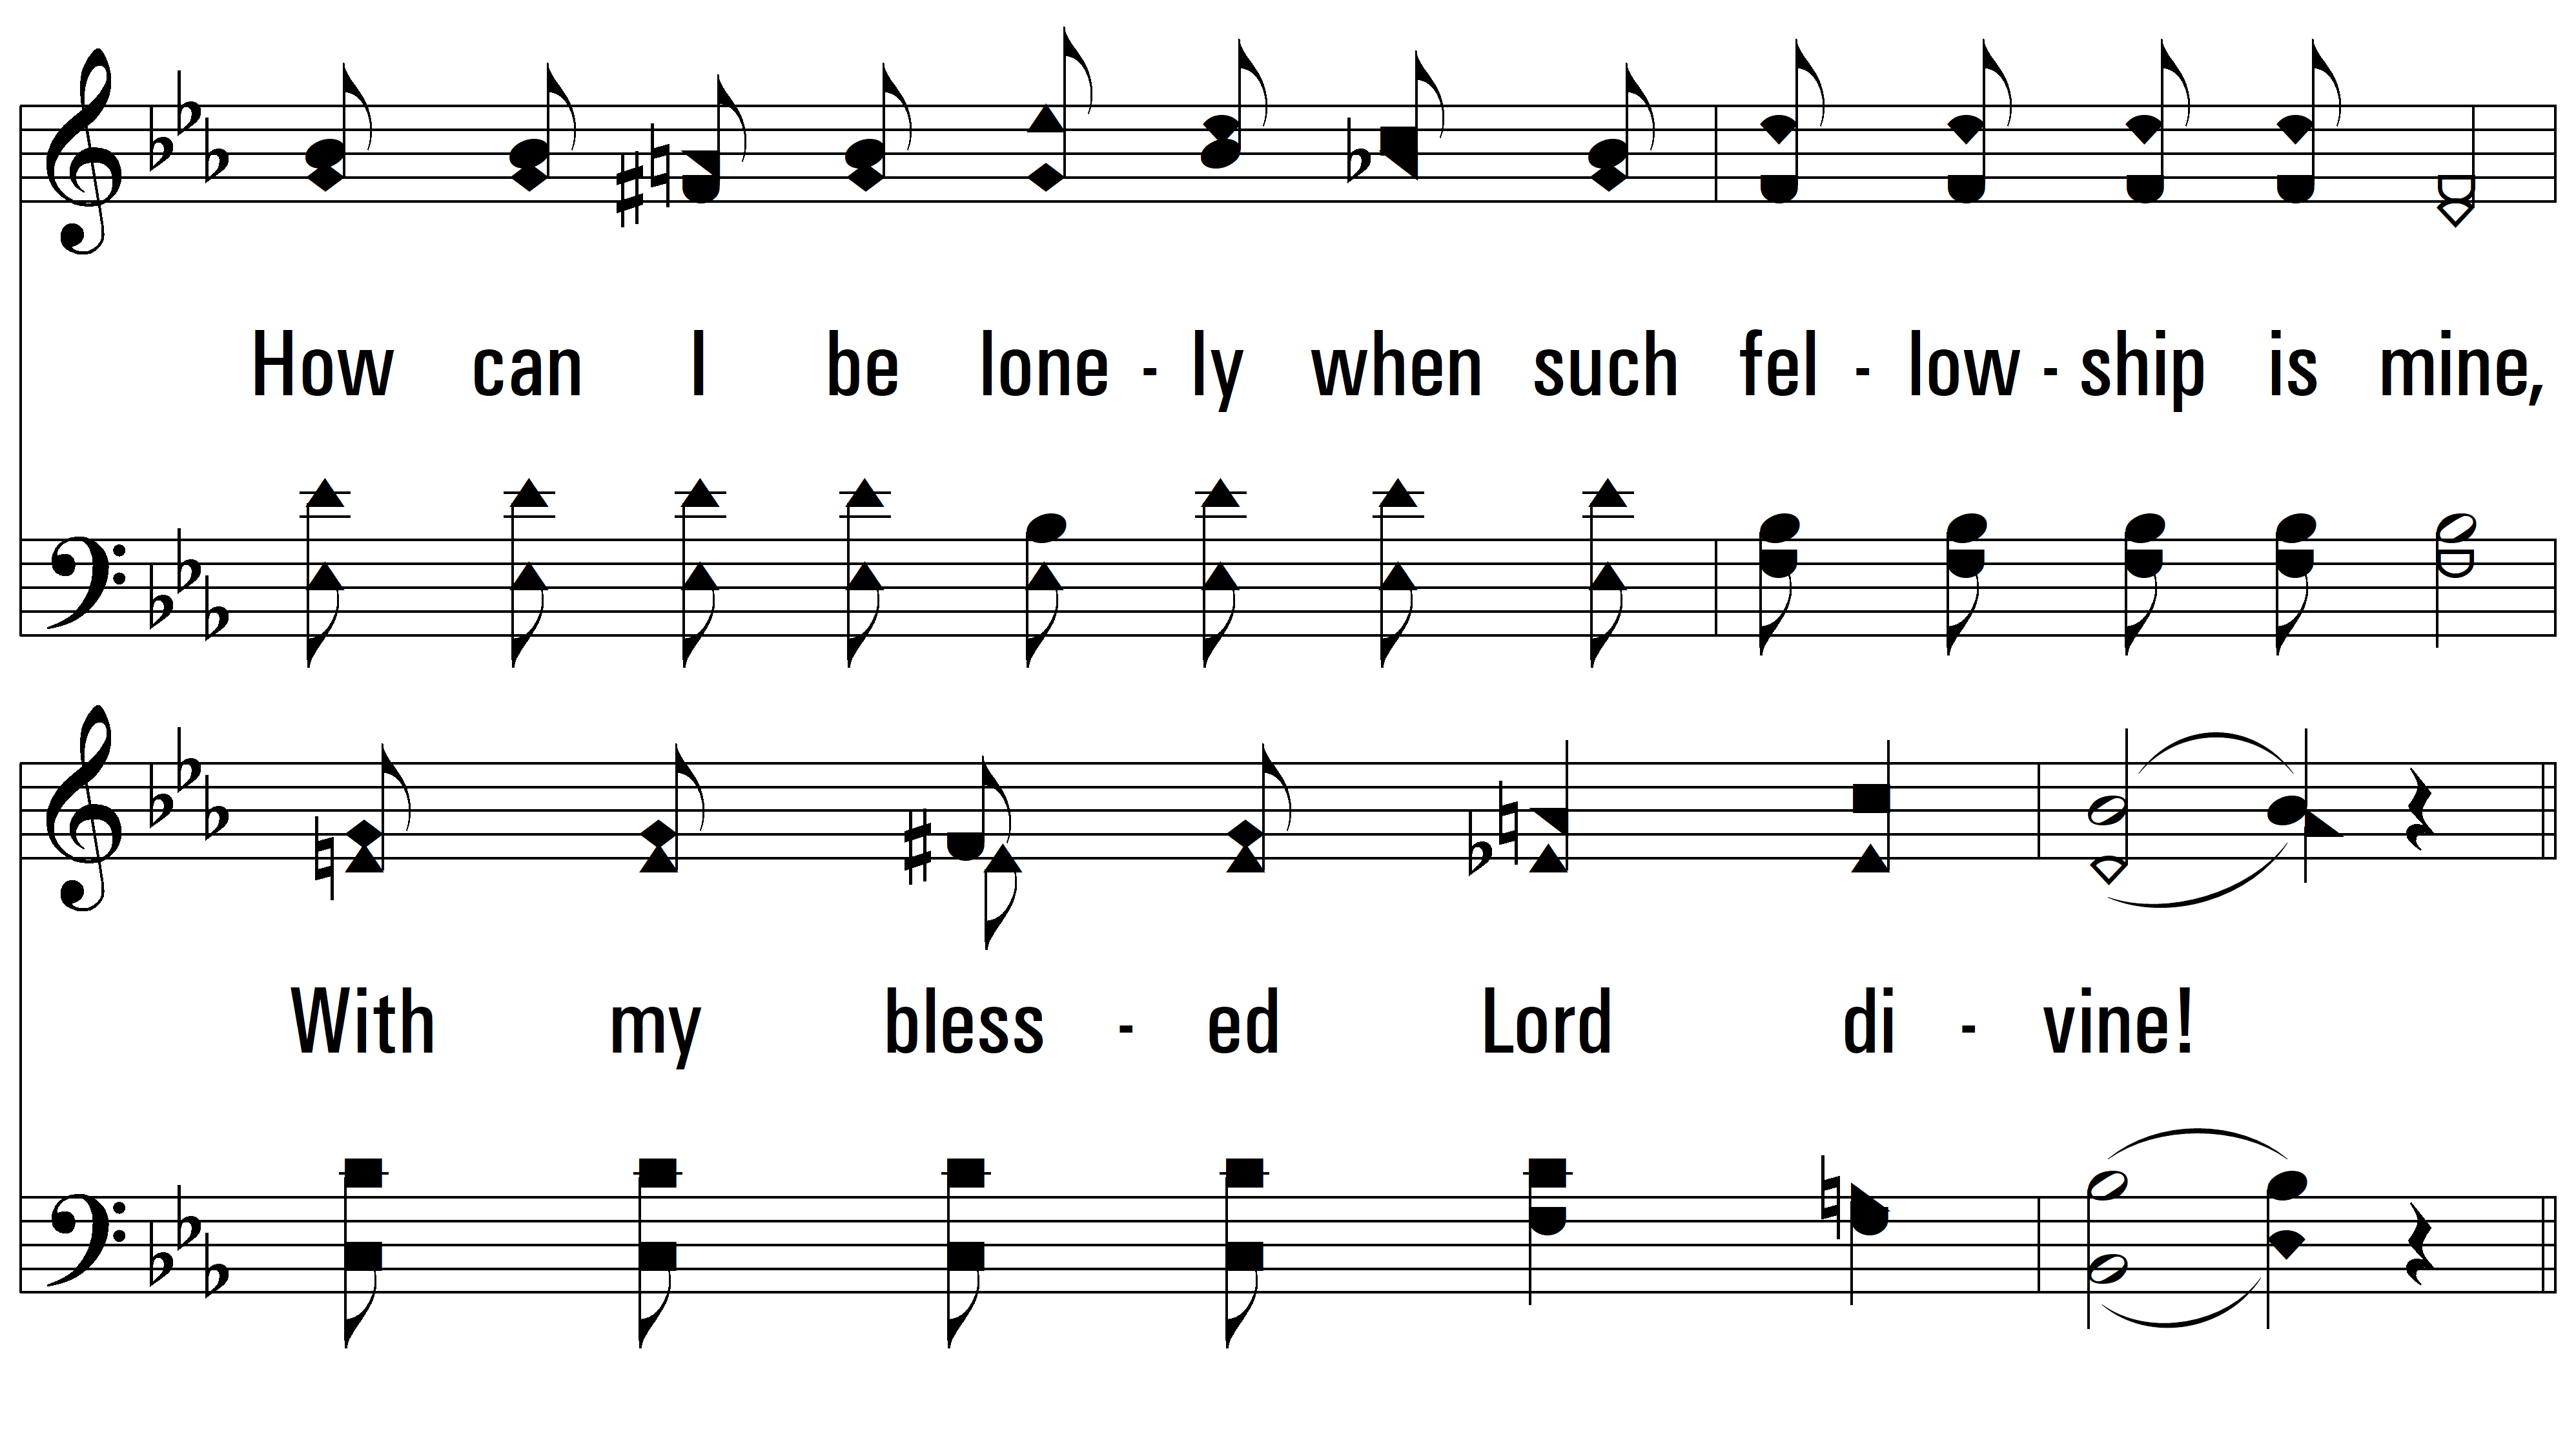 How can I be lone - ly when such fel - low - ship is mine,
With my bless - ed Lord di - vine!